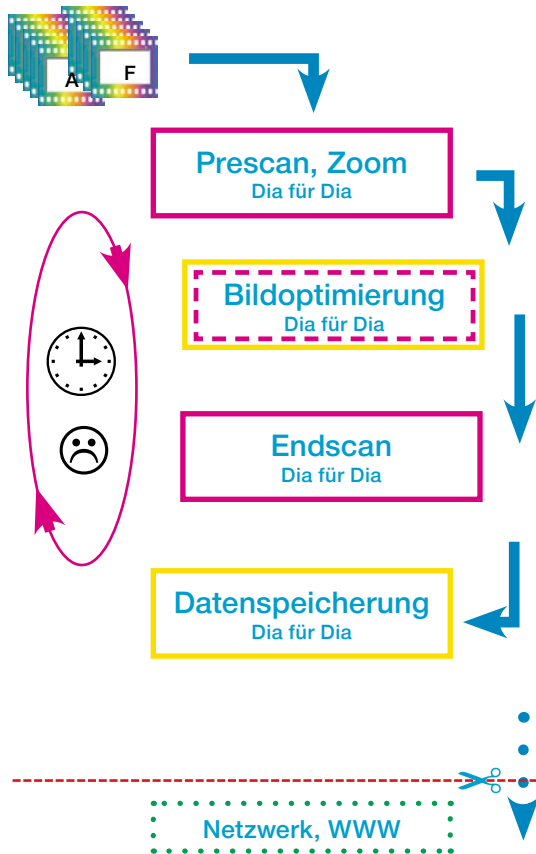 A
F
Prescan, Zoom
Dia für Dia
Bildoptimierung
Dia für Dia
Endscan
Dia für Dia
Datenspeicherung
Dia für Dia
Netzwerk, WWW